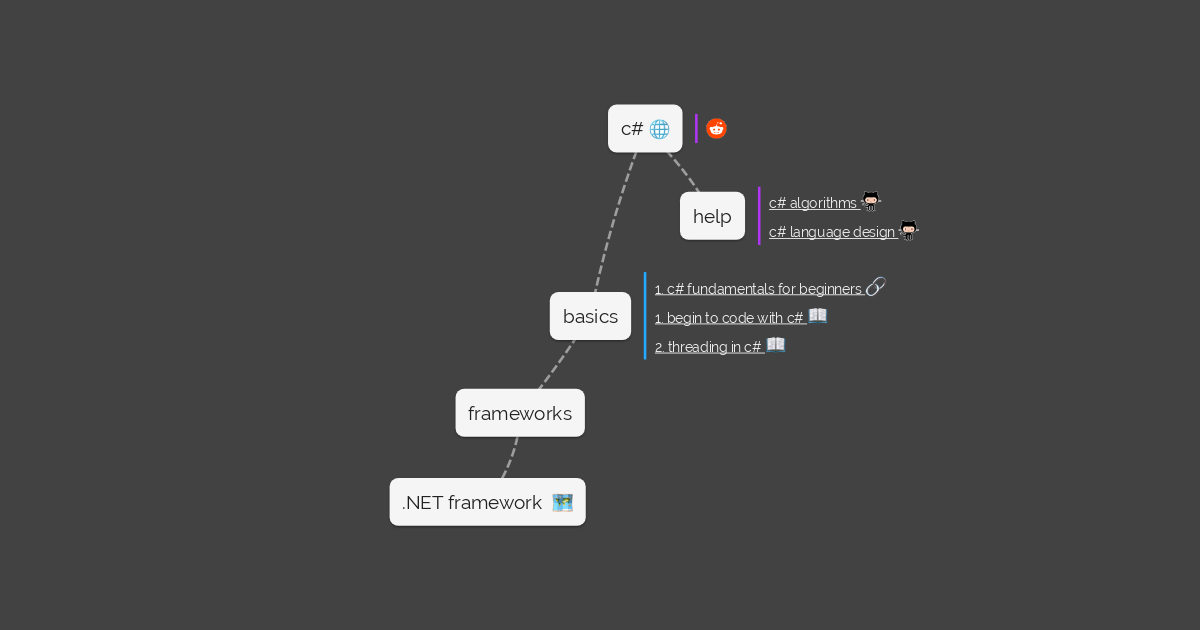 c#
help
c# algorithms
c# language design
basics
1. c# fundamentals for beginners
1. begin to code with c#
2. threading in c#
frameworks
.NET framework